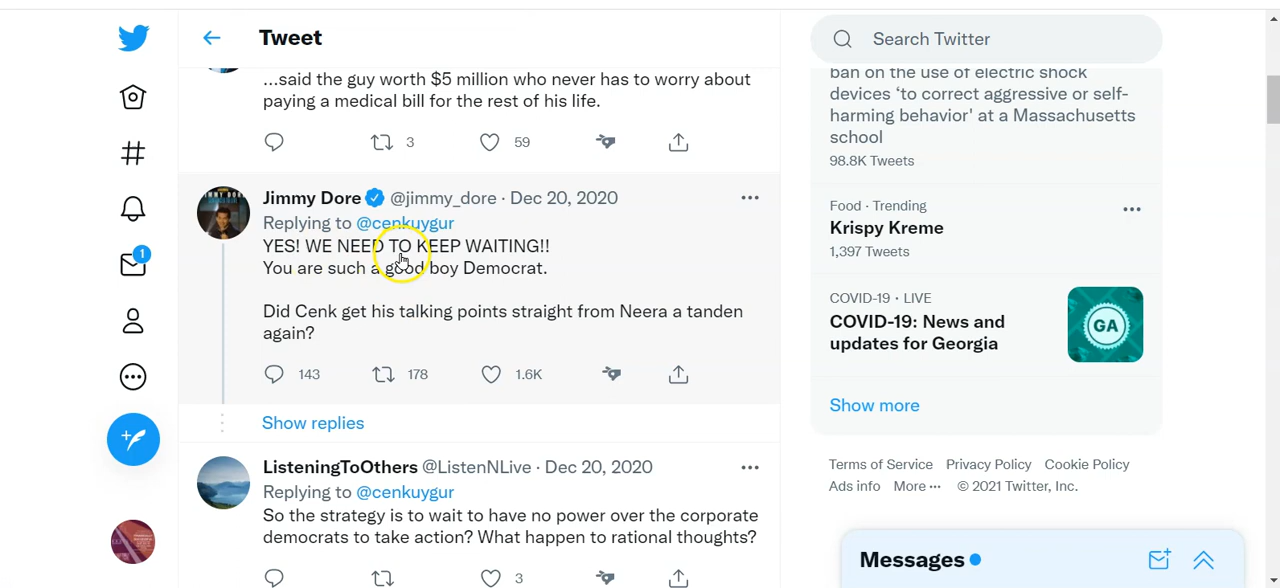 Tweet
Search Twitter
...said the guy worth $5 million who never has to worry about
paying a medical bill for the rest of his life.
3
59
Jimmy Dore @jimmy_dore · Dec 20, 2020
Replying to @cenkuygur
YES! WE NEED TO KEEP WAITING!!
You are such a good boy Democrat.
Did Cenk get his talking points straight from Neera a tanden
again?
143
178
1.6K
Show replies
ListeningToOthers @ListenNLive · Dec 20, 2020
Replying to @cenkuygur
So the strategy is to wait to have no power over the corporate
democrats to take action? What happen to rational thoughts?
3
1
ban on the use of electric shock
devices ‘to correct aggressive or self-
harming behavior' at a Massachusetts
school
98.8K Tweets
Food · Trending
Krispy Kreme
1,397 Tweets
COVID-19 · LIVE
COVID-19: News and
updates for Georgia
GA
Show more
Terms of Service Privacy Policy Cookie Policy
Ads info More ··· © 2021 Twitter, Inc.
Messages